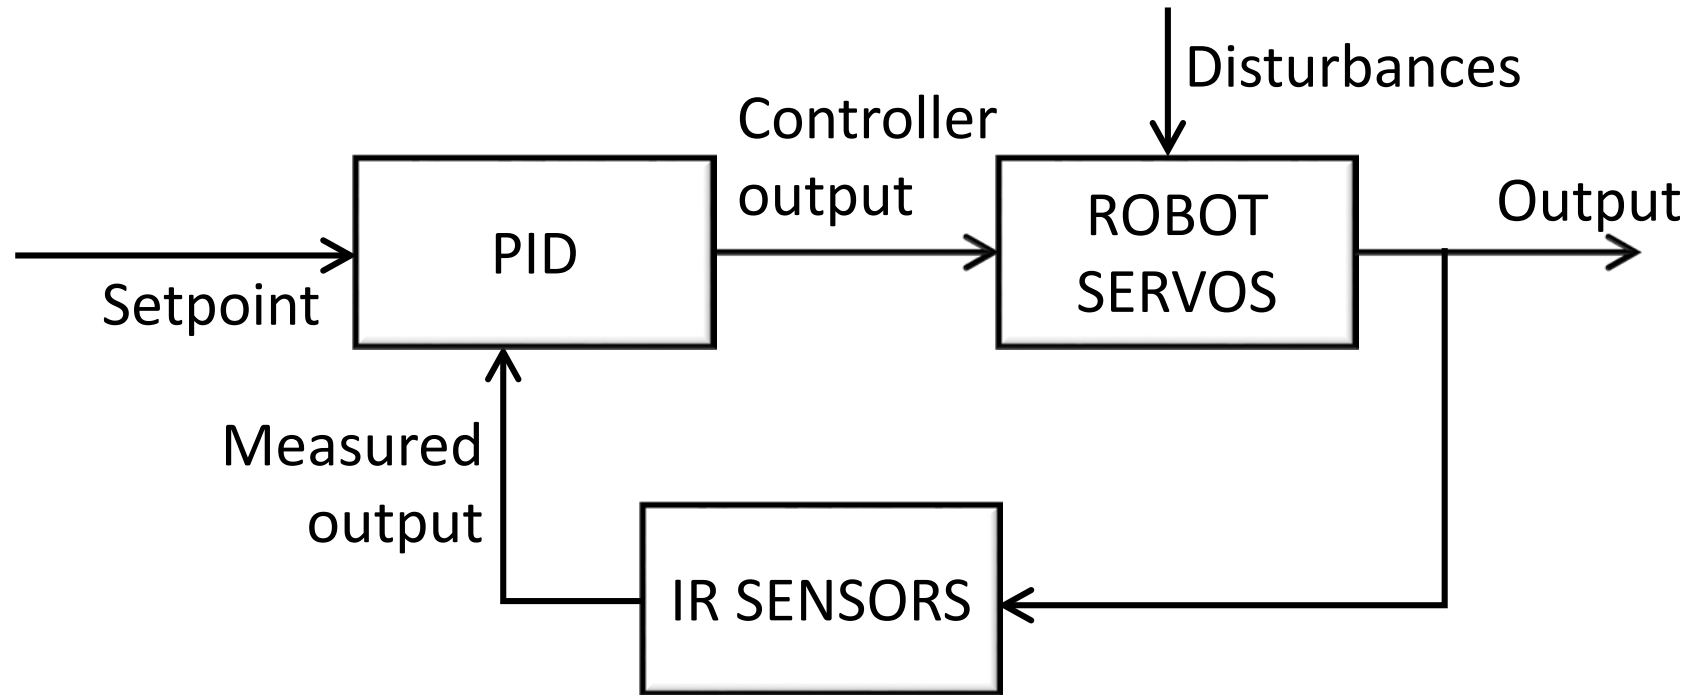 Disturbances
Controller
output
Output
ROBOT
SERVOS
PID
Setpoint
Measured
output
IR SENSORS